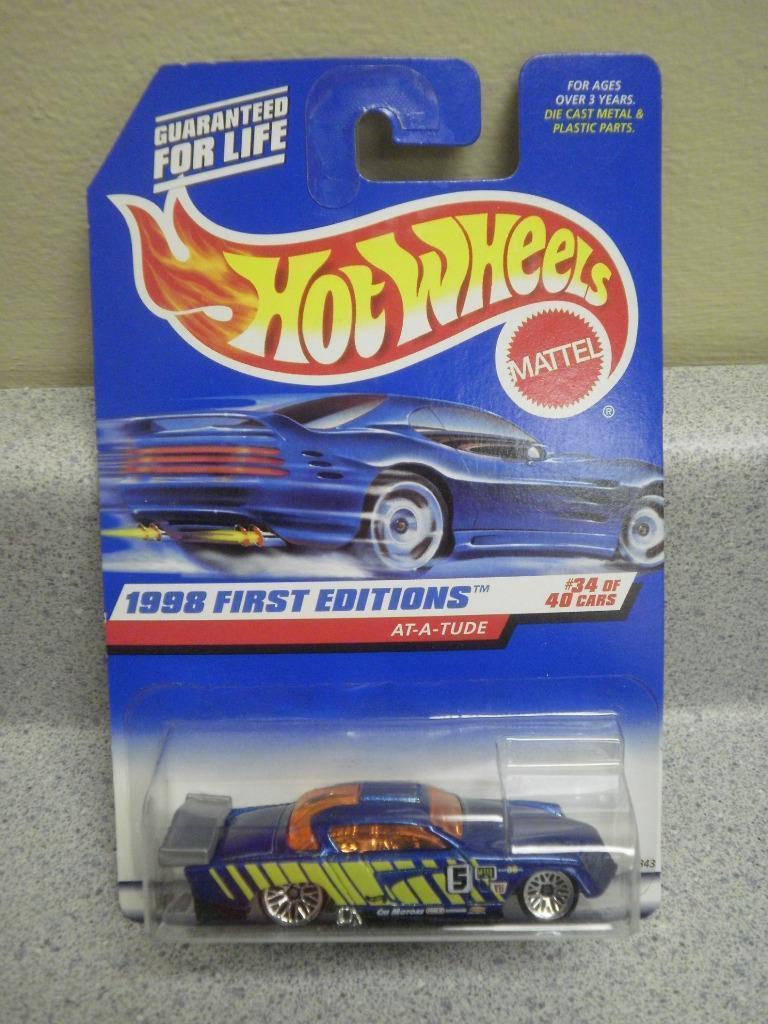 GUARANTEED
FOR LIFE
FOR AGES
OVER 3 YEARS.
DIE CAST METAL &
PLASTIC PARTS.
Hot Wheels
MATTEL
®
1998 FIRST EDITIONS™
#34 OF
40 CARS
AT-A-TUDE
5
343